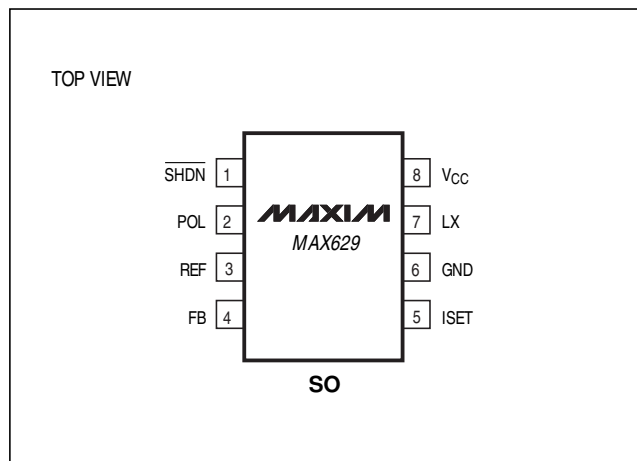 TOP VIEW
SHDN 1
POL 2
REF 3
FB 4
MAXIM
MAX629
8 VCC
7 LX
6 GND
5 ISET
SO